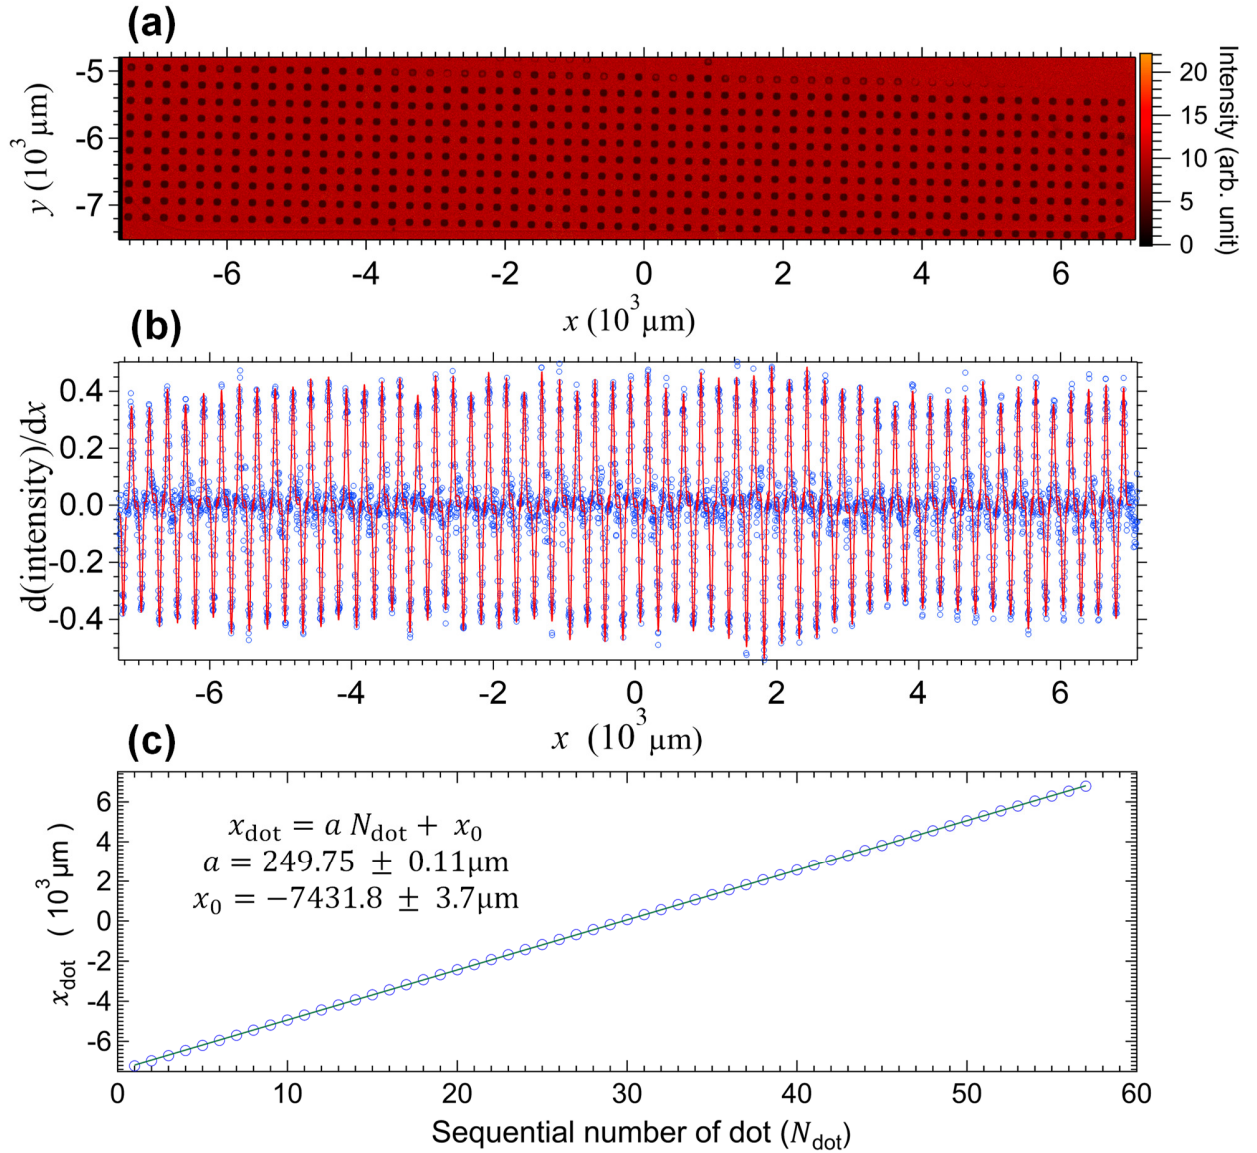 (a)
-5
-6
-7
y (10³ μm)
-6 -4 -2 0 2 4 6
x (10³ μm)
20
15
10
5
0
Intensity (arb. unit)
(b)
0.4
0.2
0.0
-0.2
-0.4
d(intensity)/dx
-6 -4 -2 0 2 4 6
x (10³ μm)
(c)
6
4
2
0
-2
-4
-6
x_dot ( 10³ μm )
x_dot = a N_dot + x_0
a = 249.75 ± 0.11μm
x_0 = −7431.8 ± 3.7μm
0 10 20 30 40 50 60
Sequential number of dot (N_dot)